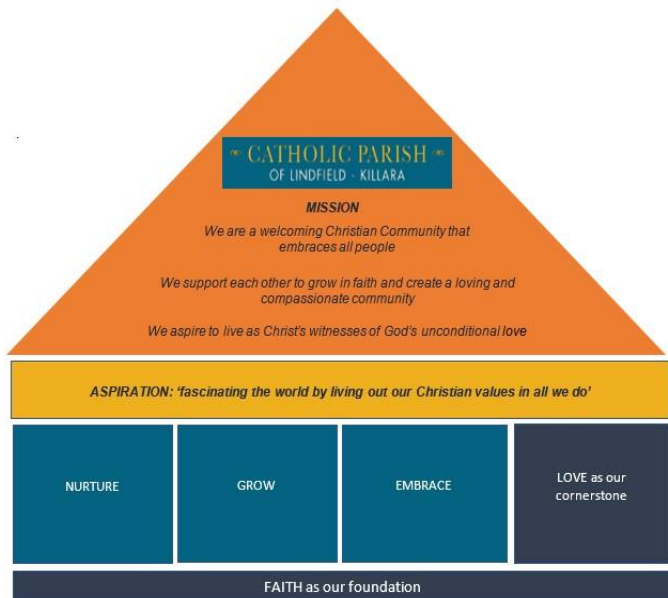 CATHOLIC PARISH
OF LINDFIELD · KILLARA
MISSION
We are a welcoming Christian Community that
embraces all people
We support each other to grow in faith and create a loving and
compassionate community
We aspire to live as Christ's witnesses of God's unconditional love
ASPIRATION: 'fascinating the world by living out our Christian values in all we do'
NURTURE
GROW
EMBRACE
LOVE as our
cornerstone
FAITH as our foundation